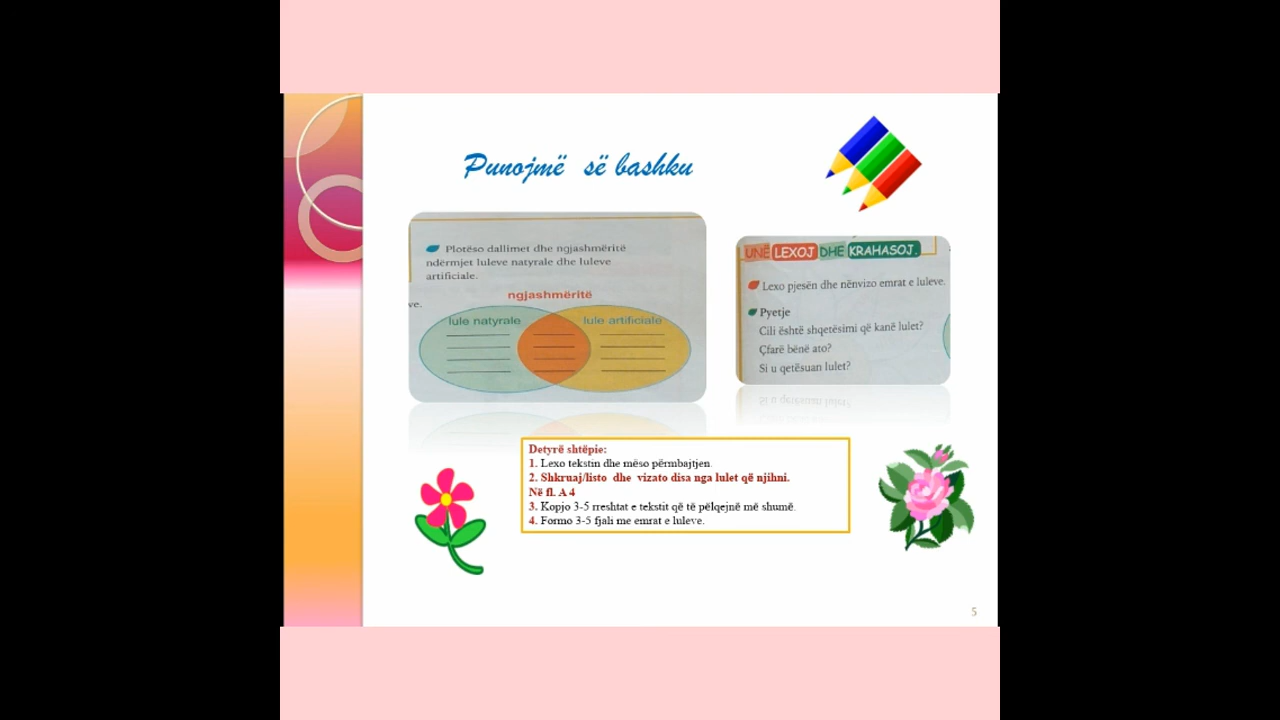 Punojmë së bashku
Plotëso dallimet dhe ngjashmëritë
ndërmjet luleve natyrale dhe luleve
artificiale.
ve.
ngjashmëritë
lule natyrale
lule artificiale
UNË LEXOJ DHE KRAHASOJ.
Lexo pjesën dhe nënvizo emrat e luleve.
Pyetje
Cili është shqetësimi që kanë lulet?
Çfarë bënë ato?
Si u qetësuan lulet?
Detyrë shtëpie:
1. Lexo tekstin dhe mëso përmbajtjen.
2. Shkruaj/listo dhe vizato disa nga lulet që njihni.
Në fl. A 4
3. Kopjo 3-5 rreshtat e tekstit që të pëlqejnë më shumë.
4. Formo 3-5 fjali me emrat e luleve.
5